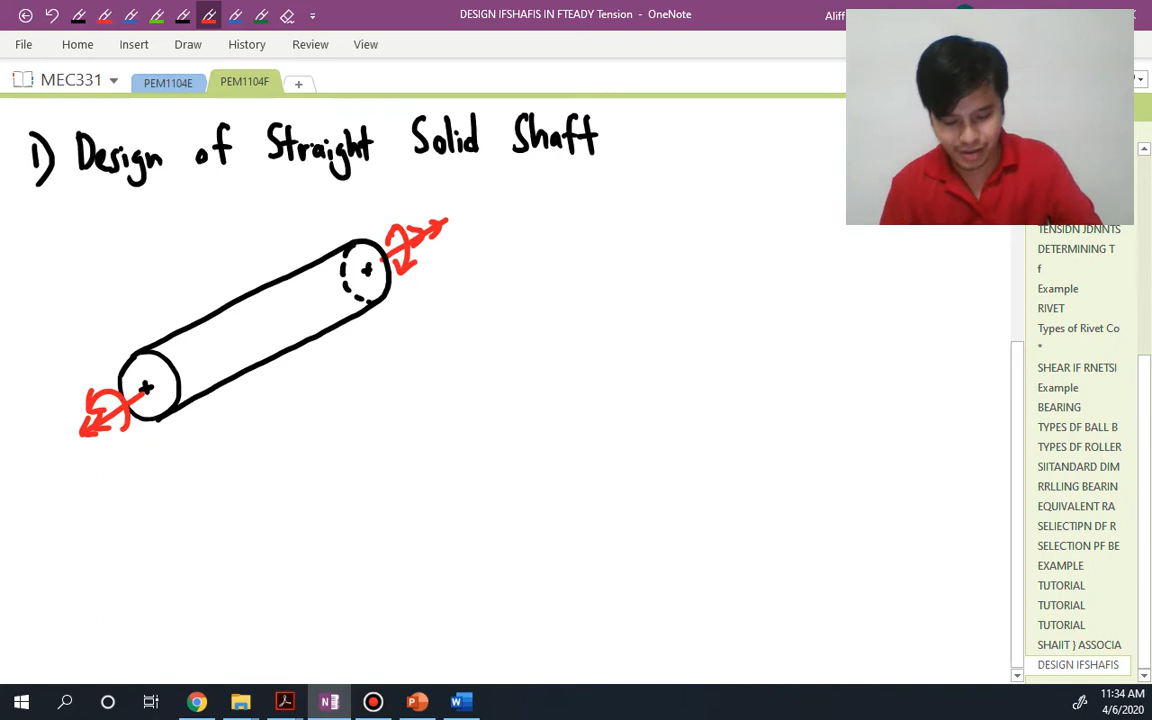 DESIGN IFSHAFIS IN FTEADY Tension - OneNote
Aliff
File Home Insert Draw History Review View
MEC331 PEM1104E PEM1104F +
1) Design of Straight Solid Shaft
TENSIDN JDNNTS
DETERMINING T
f
Example
RIVET
Types of Rivet Co
*
SHEAR IF RNETSI
Example
BEARING
TYPES DF BALL B
TYPES DF ROLLER
SIITANDARD DIM
RRLLING BEARIN
EQUIVALENT RA
SELIECTIPN DF R
SELECTION PF BE
EXAMPLE
TUTORIAL
TUTORIAL
TUTORIAL
SHAIIT } ASSOCIA
DESIGN IFSHAFIS
11:34 AM
4/6/2020